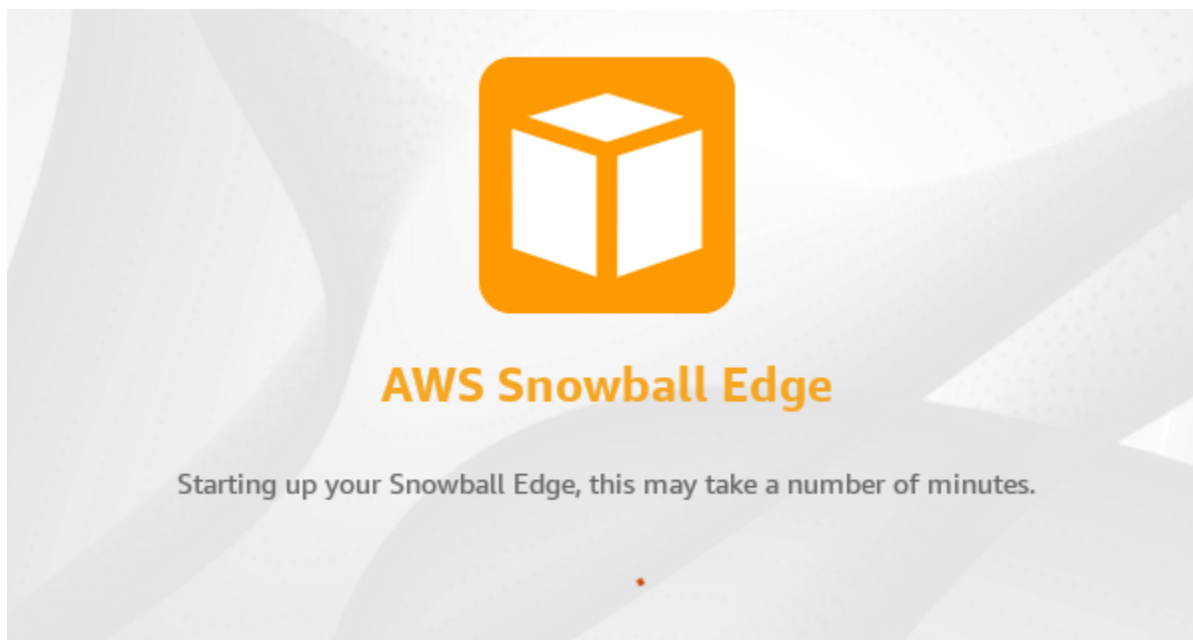 AWS Snowball Edge
Starting up your Snowball Edge, this may take a number of minutes.